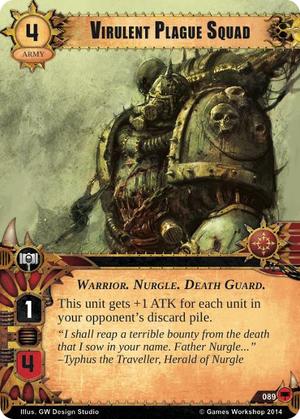 4
ARMY
Virulent Plague Squad
1
4
Warrior. Nurgle. Death Guard.
This unit gets +1 ATK for each unit in
your opponent's discard pile.
“I shall reap a terrible bounty from the death
that I sow in your name. Father Nurgle...”
–Typhus the Traveller, Herald of Nurgle
089
Illus. GW Design Studio
© Games Workshop 2014